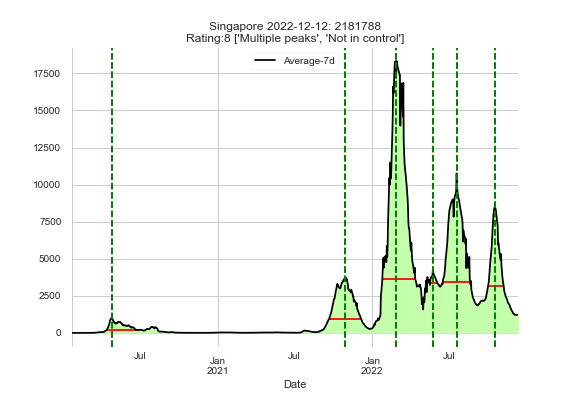 Singapore 2022-12-12: 2181788
Rating:8 ['Multiple peaks', 'Not in control']
Average-7d
17500
15000
12500
10000
7500
5000
2500
0
Jul
Jan
2021
Jul
Jan
2022
Jul
Date